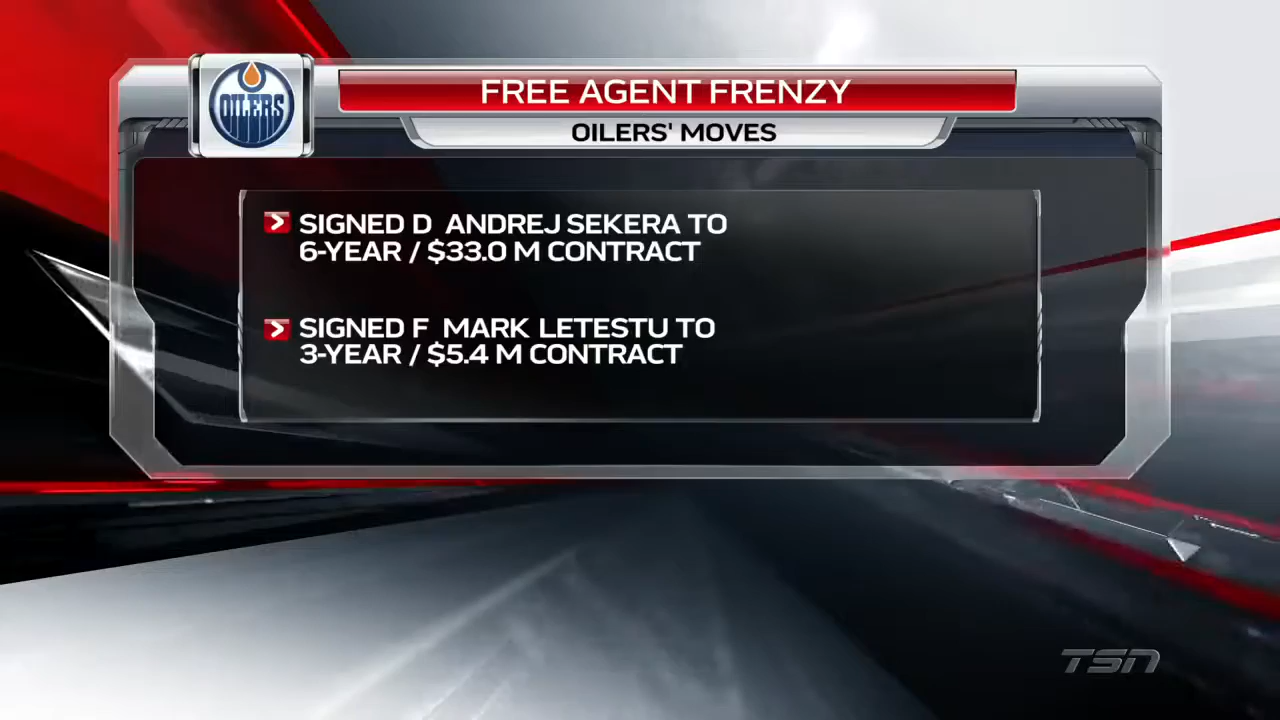 OILERS
FREE AGENT FRENZY
OILERS' MOVES
SIGNED D ANDREJ SEKERA TO
6-YEAR / $33.0 M CONTRACT
SIGNED F MARK LETESTU TO
3-YEAR / $5.4 M CONTRACT
TSN